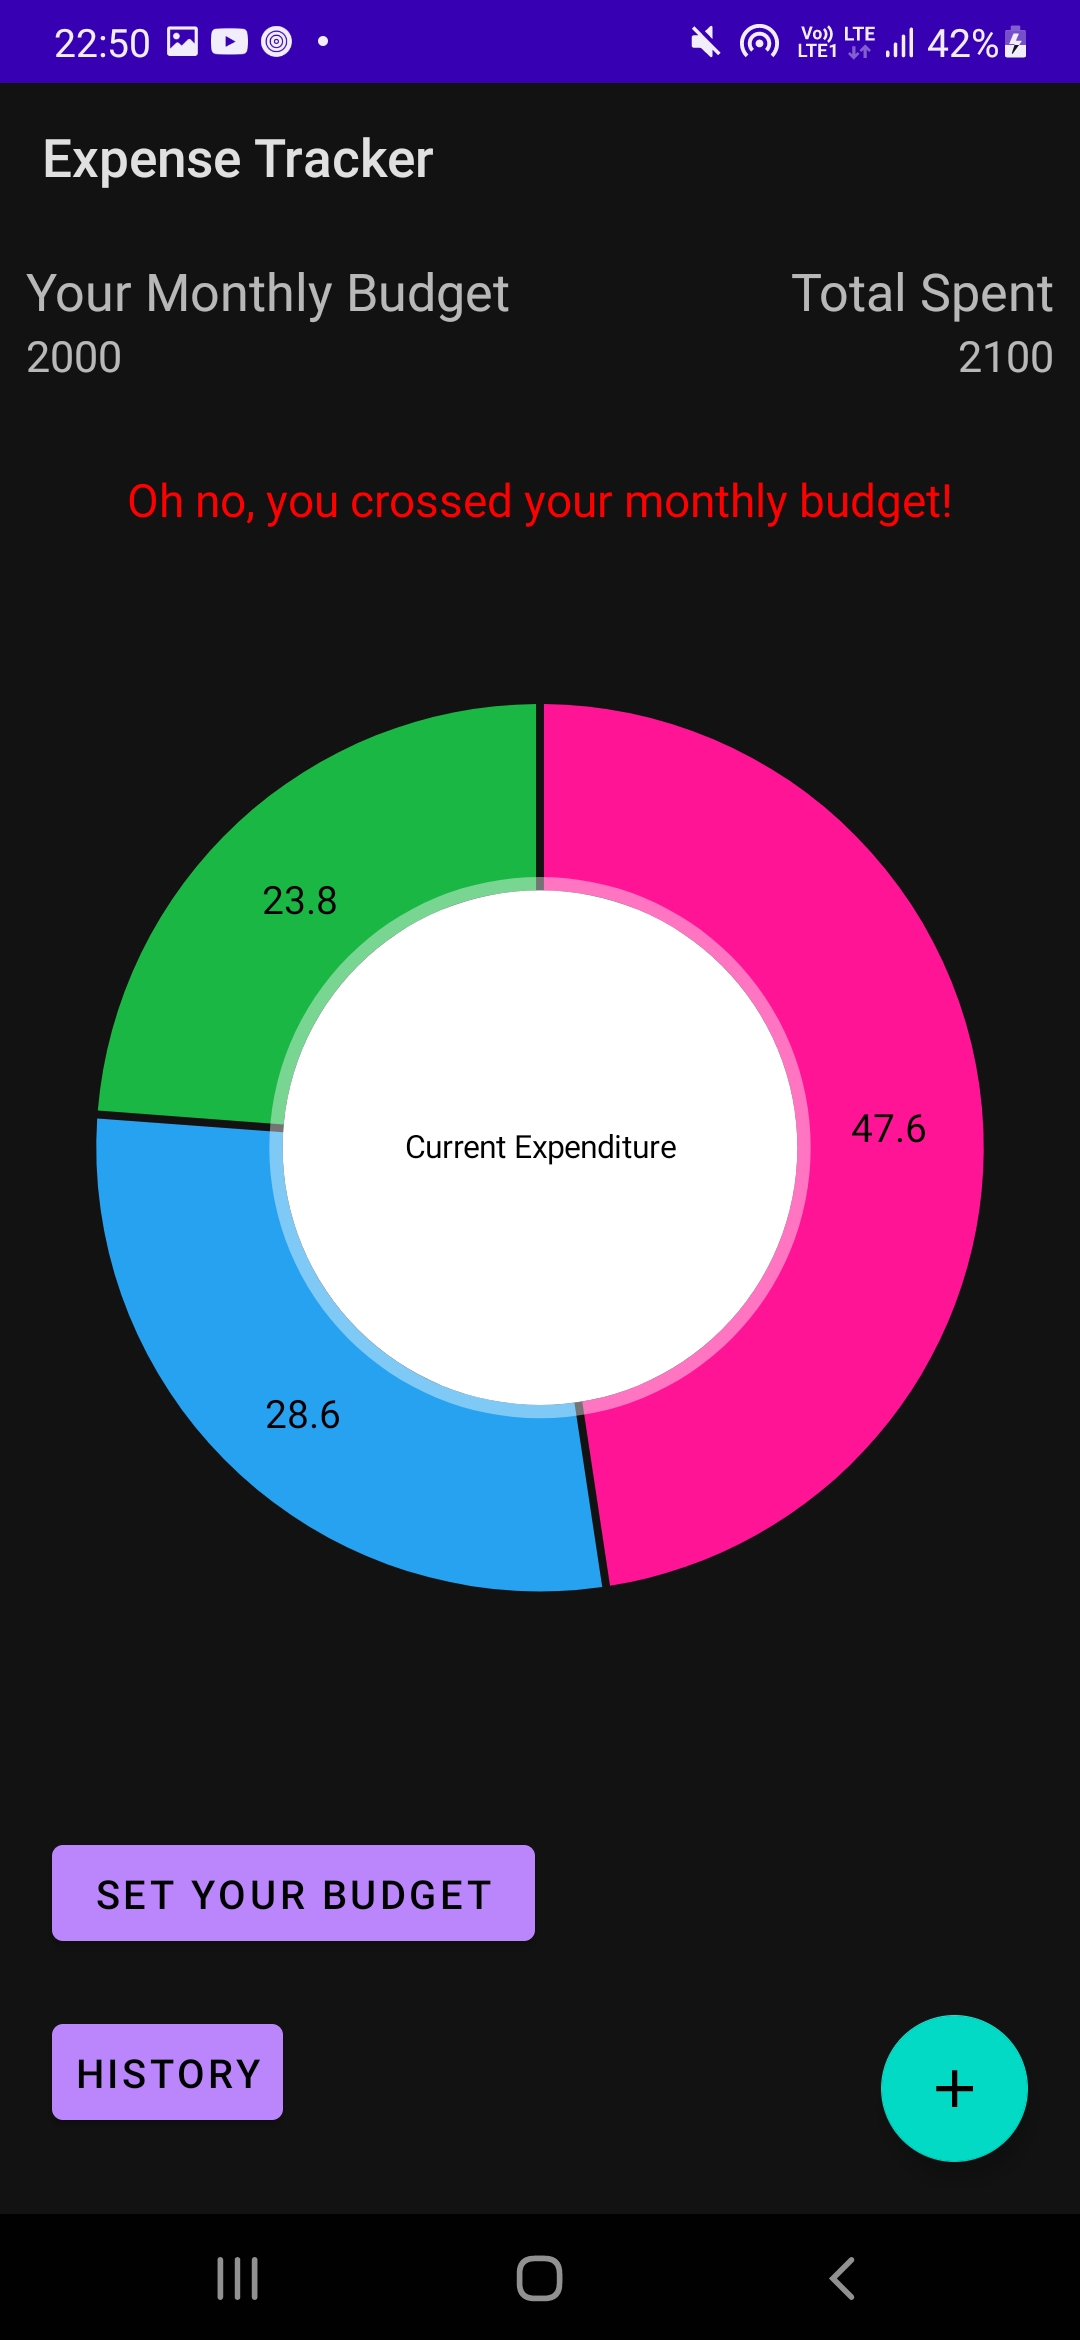 22:50
Vo)) LTE
LTE1
42%
Expense Tracker
Your Monthly Budget
Total Spent
2000
2100
Oh no, you crossed your monthly budget!
23.8
47.6
Current Expenditure
28.6
SET YOUR BUDGET
HISTORY
+